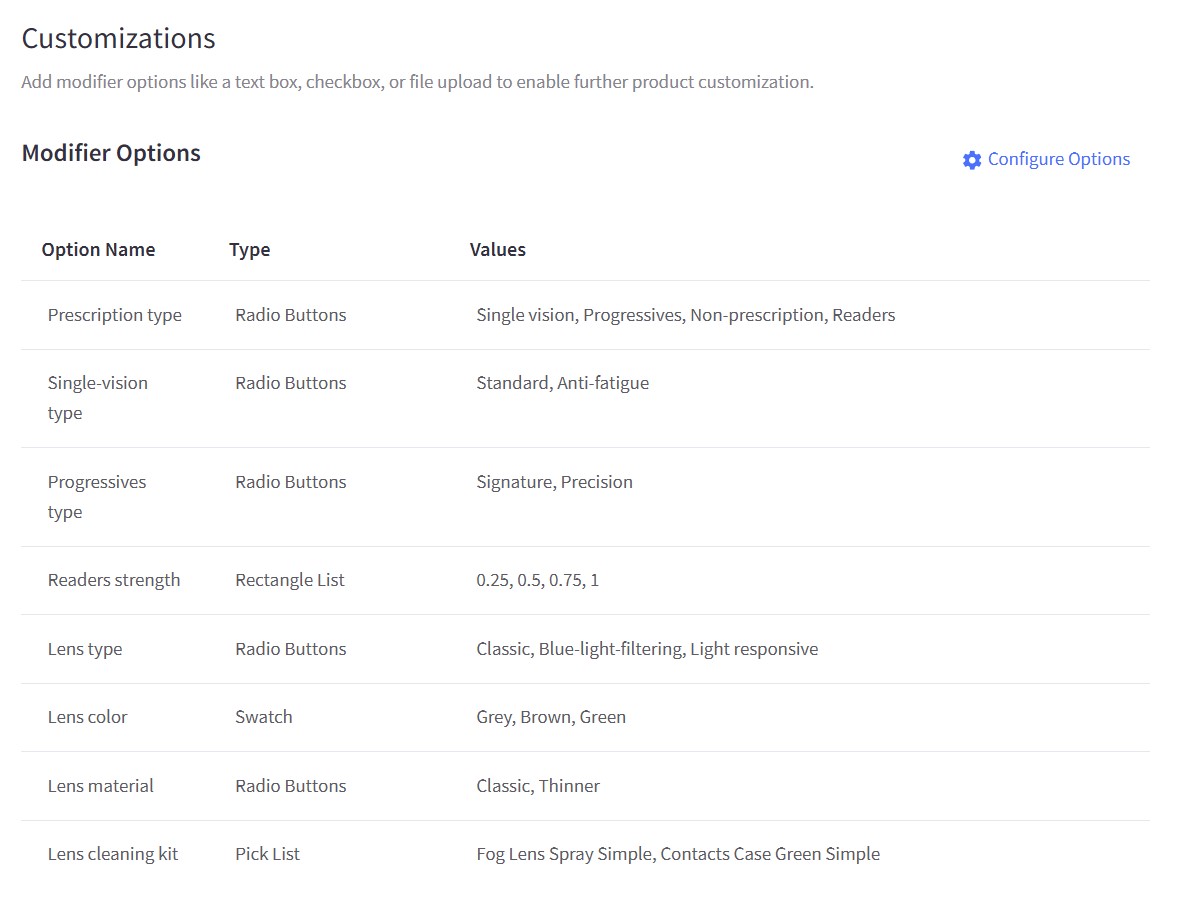 Customizations
Add modifier options like a text box, checkbox, or file upload to enable further product customization.
Modifier Options
Configure Options
Option Name Type Values
Prescription type Radio Buttons Single vision, Progressives, Non-prescription, Readers
Single-vision type Radio Buttons Standard, Anti-fatigue
Progressives type Radio Buttons Signature, Precision
Readers strength Rectangle List 0.25, 0.5, 0.75, 1
Lens type Radio Buttons Classic, Blue-light-filtering, Light responsive
Lens color Swatch Grey, Brown, Green
Lens material Radio Buttons Classic, Thinner
Lens cleaning kit Pick List Fog Lens Spray Simple, Contacts Case Green Simple